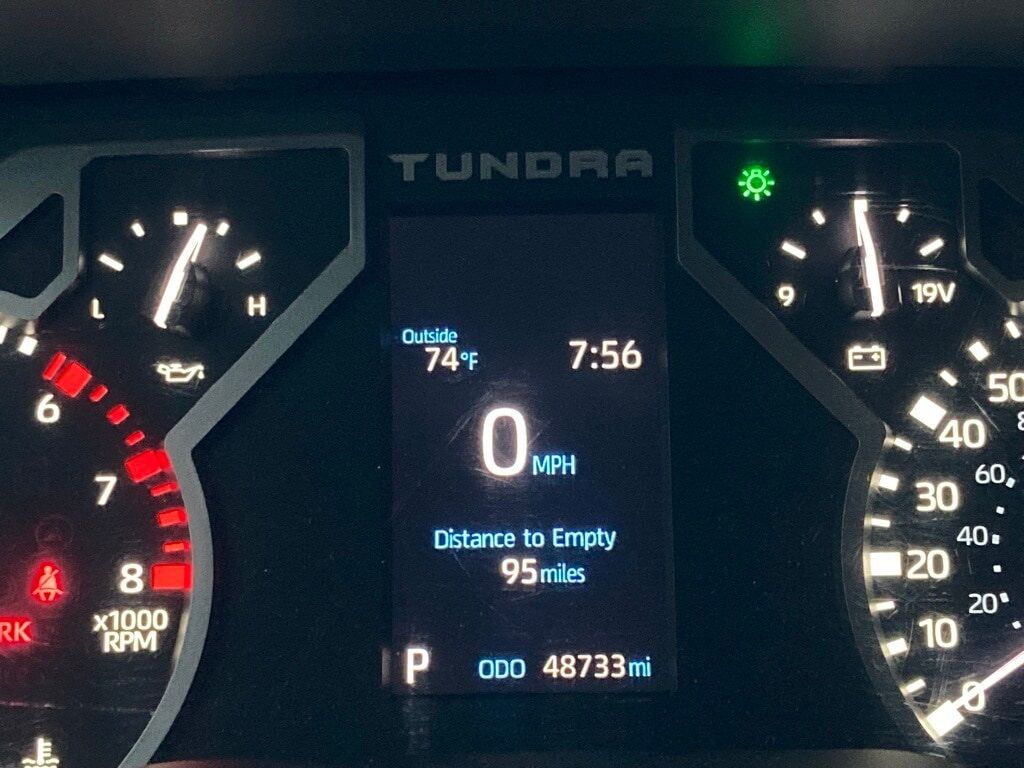 TUNDRA
L
H
9
19V
Outside
74°F
7:56
0 MPH
Distance to Empty
95 miles
P
ODO 48733 mi
6
7
8
x1000
RPM
RK
50
40
30
20
10
0
60
40
20